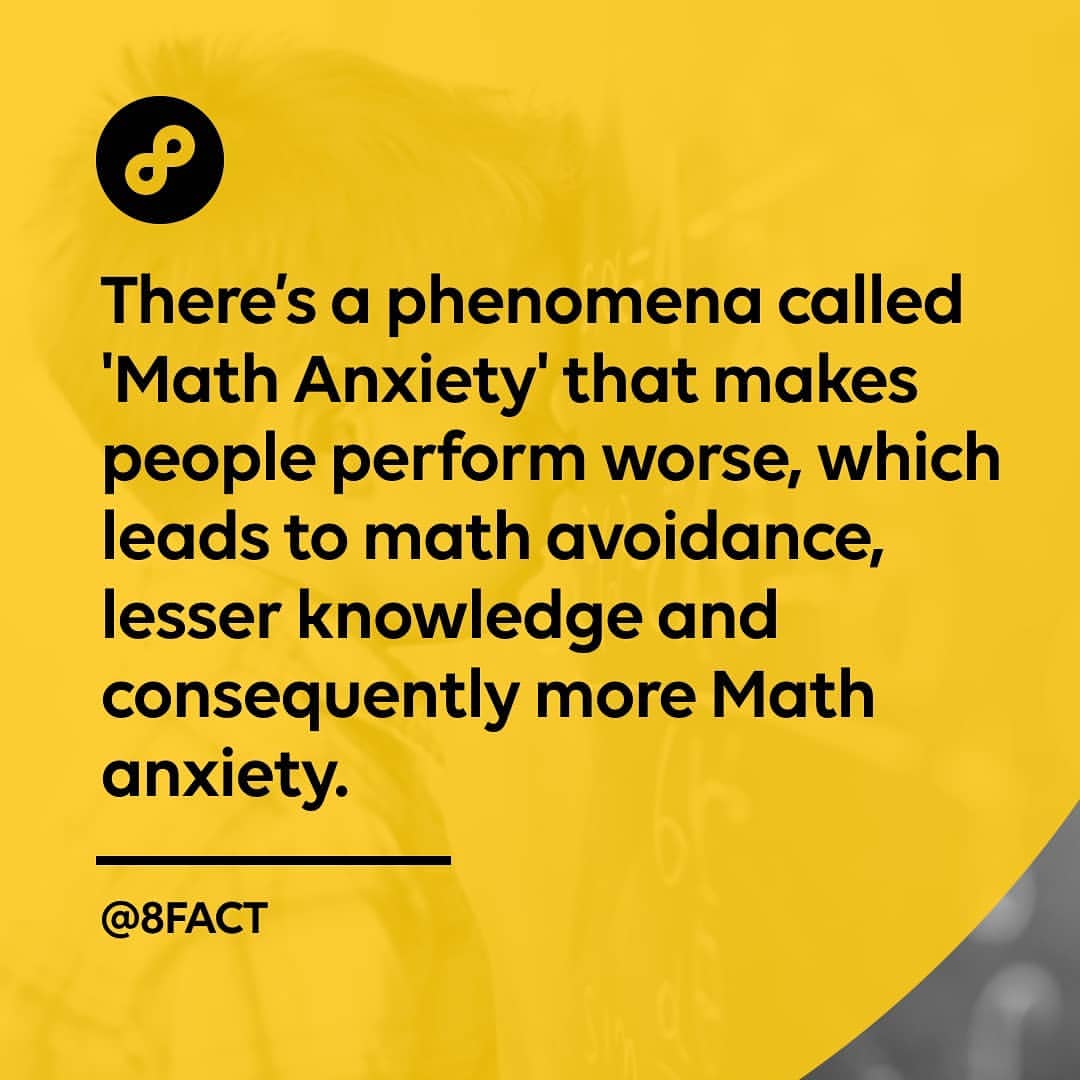 There's a phenomena called
'Math Anxiety' that makes
people perform worse, which
leads to math avoidance,
lesser knowledge and
consequently more Math
anxiety.
@8FACT